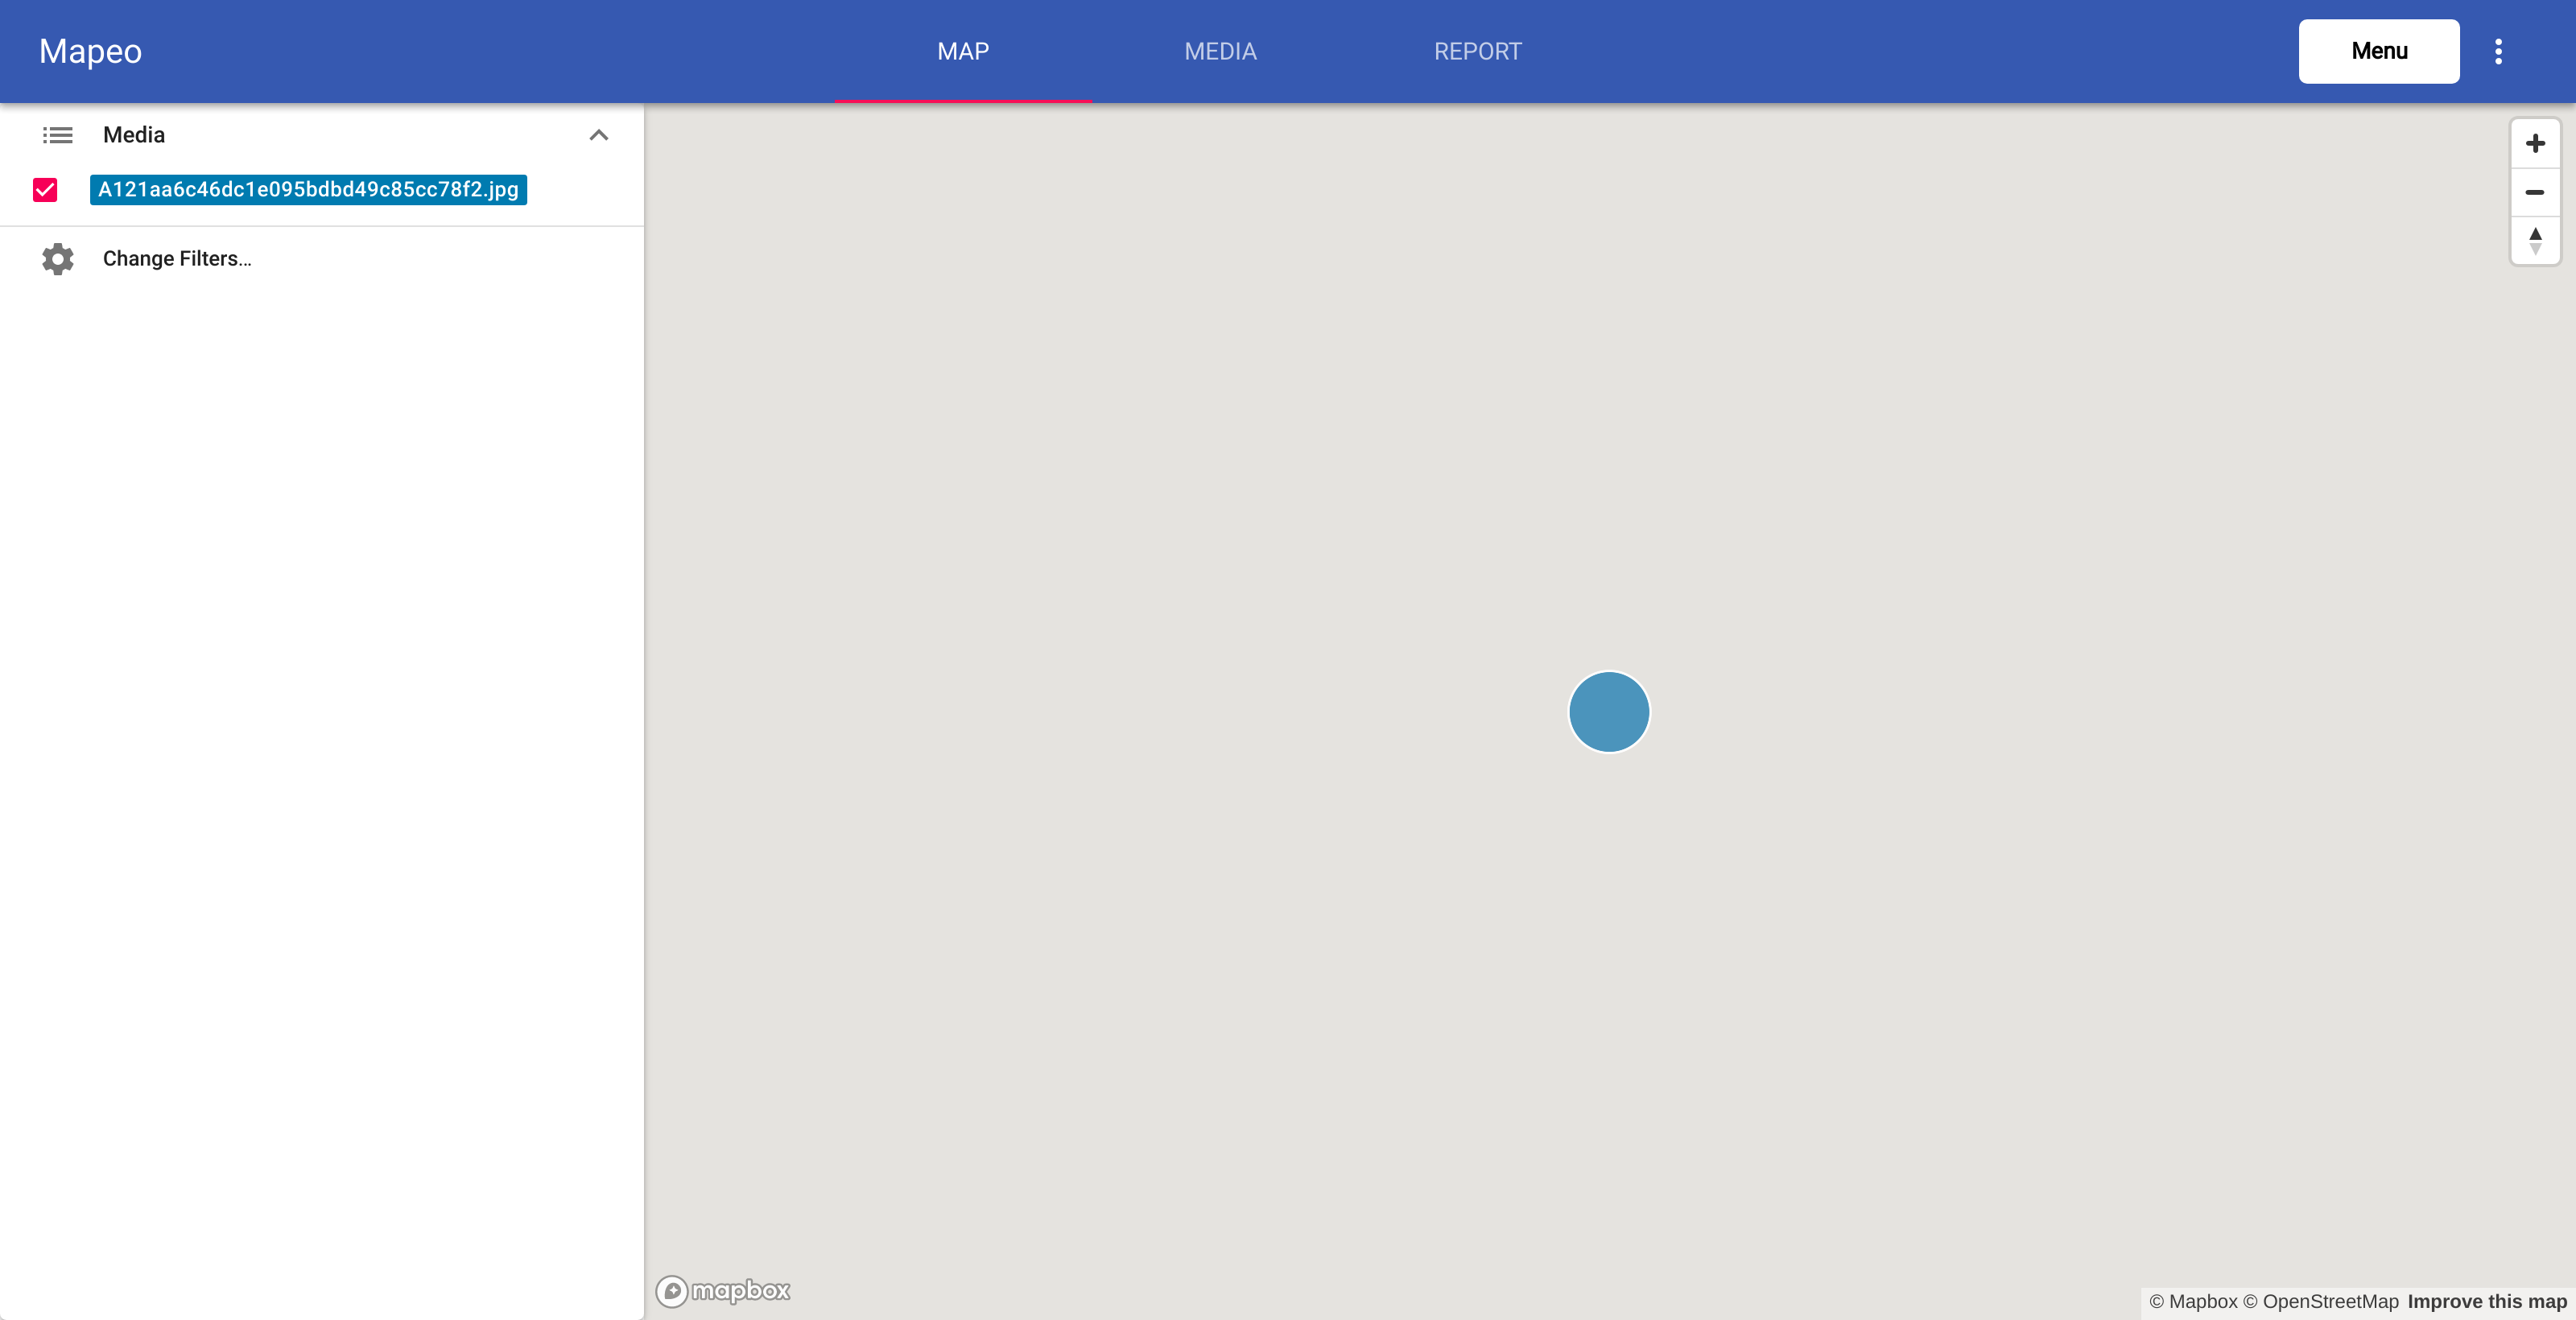 Mapeo
MAP
MEDIA
REPORT
Menu
Media
A121aa6c46dc1e095bdbd49c85cc78f2.jpg
Change Filters...
mapbox
© Mapbox © OpenStreetMap Improve this map